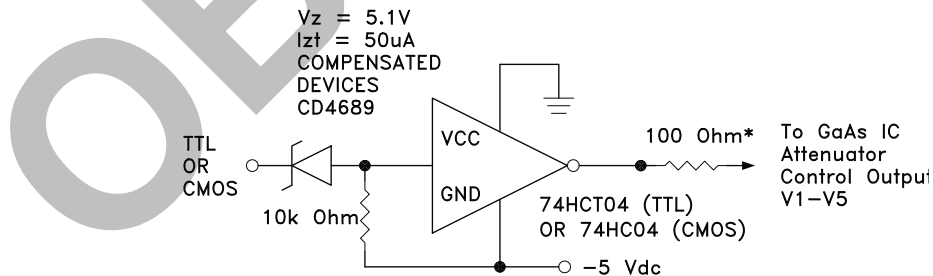 Vz = 5.1V
Izt = 50uA
COMPENSATED
DEVICES
CD4689
TTL
OR
CMOS
10k Ohm
VCC
GND
100 Ohm*
To GaAs IC
Attenuator
Control Output
V1-V5
74HCT04 (TTL)
OR 74HC04 (CMOS)
-5 Vdc